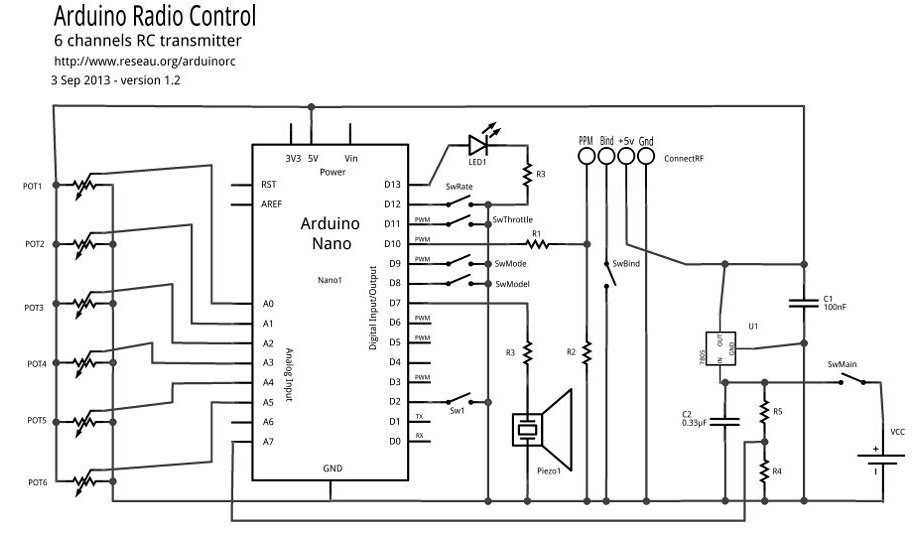 Arduino Radio Control
6 channels RC transmitter
http://www.reseau.org/arduinorc
3 Sep 2013 - version 1.2
PPM Bind +5v Gnd
ConnectRF
LED1
3V3 5V Vin
Power
POT1
RST
D13
R3
AREF
D12
SwRate
Arduino
Nano
D11 PWM
SwThrottle
POT2
D10 PWM
R1
D9 PWM
SwMode
SwBind
Nano1
D8
SwModel
POT3
A0
D7
C1
100nF
A1
D6 PWM
U1
A2
D5 PWM
R3
R2
7805
OUT
GND
IN
POT4
A3
D4
SwMain
A4
D3 PWM
Analog Input
Digital Input/Output
A5
D2
Sw1
C2
0.33µF
R5
POT5
A6
D1 TX
VCC
A7
D0 RX
+
-
GND
Piezo1
R4
POT6